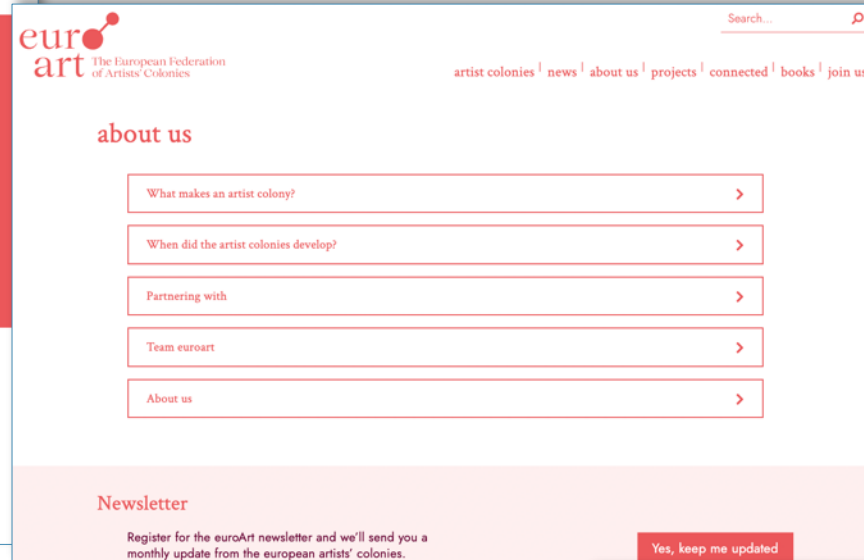 Search...
euro
art The European Federation
of Artists' Colonies
artist colonies | news | about us | projects | connected | books | join us
about us
What makes an artist colony?
When did the artist colonies develop?
Partnering with
Team euroart
About us
Newsletter
Register for the euroArt newsletter and we'll send you a
monthly update from the european artists' colonies.
Yes, keep me updated